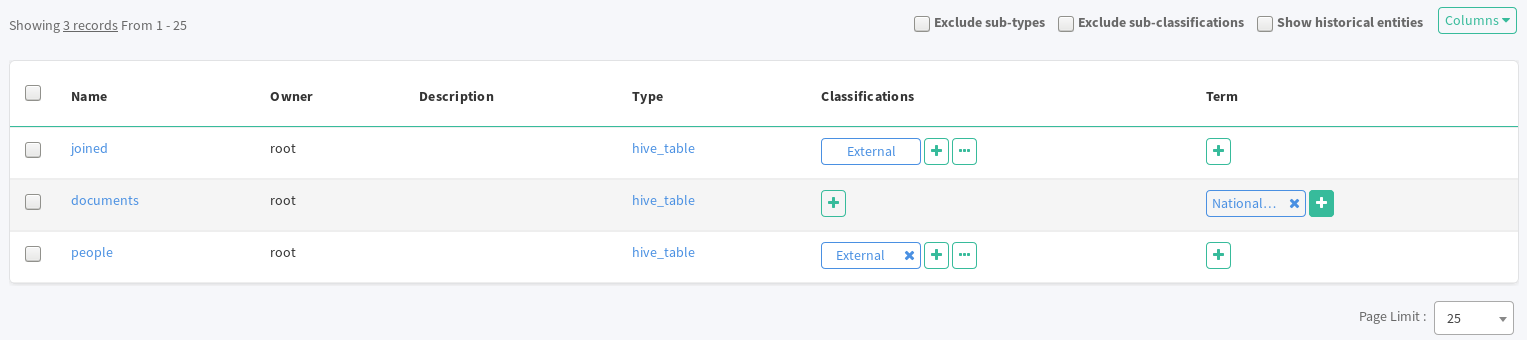 Showing 3 records From 1 - 25 Exclude sub-types Exclude sub-classifications Show historical entities Columns
Name Owner Description Type Classifications Term
joined root hive_table External
documents root hive_table National...
people root hive_table External
Page Limit : 25